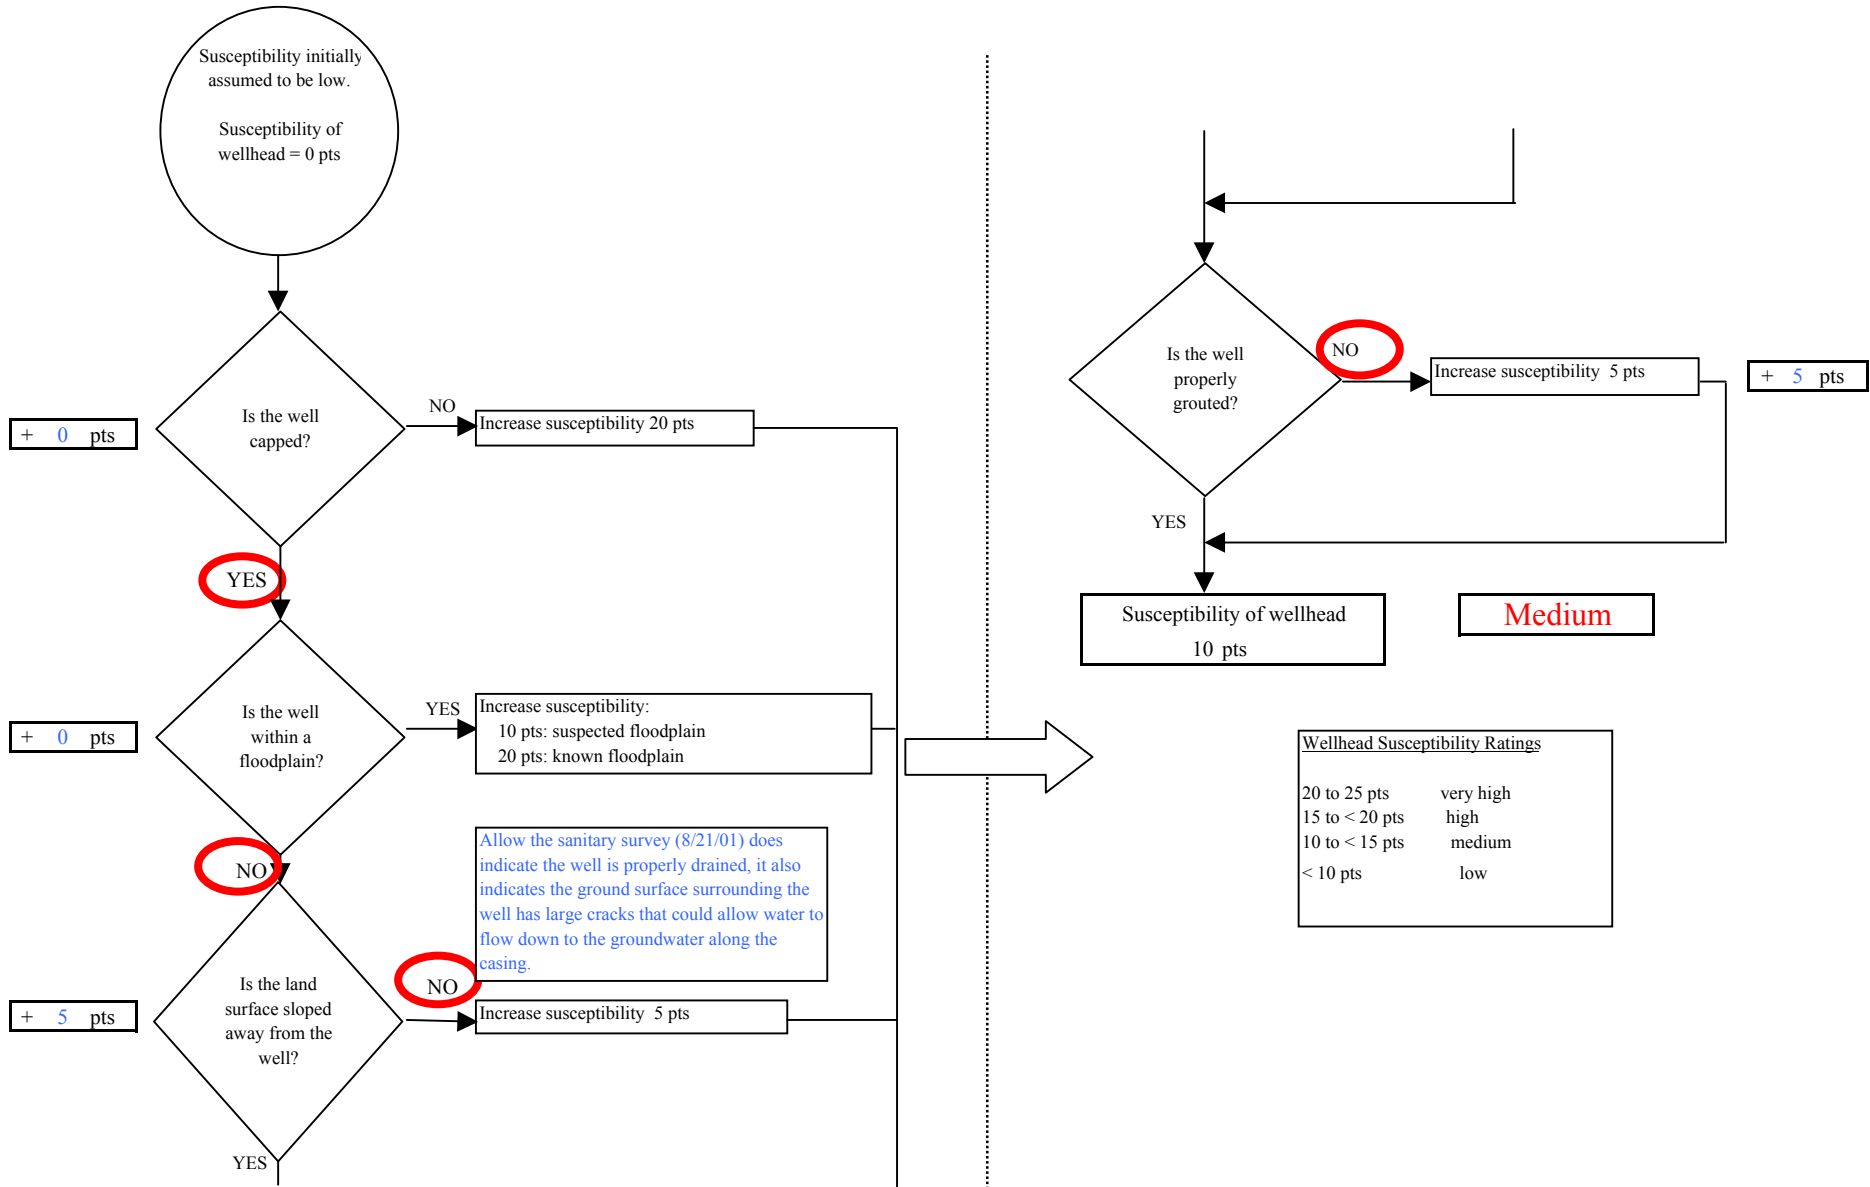 Susceptibility initially
assumed to be low.
Susceptibility of
wellhead = 0 pts
Is the well
capped?
NO
Increase susceptibility 20 pts
+ 0 pts
YES
Is the well
within a
floodplain?
YES
Increase susceptibility:
10 pts: suspected floodplain
20 pts: known floodplain
+ 0 pts
NO
Allow the sanitary survey (8/21/01) does
indicate the well is properly drained, it also
indicates the ground surface surrounding the
well has large cracks that could allow water to
flow down to the groundwater along the
casing.
Is the land
surface sloped
away from the
well?
NO
Increase susceptibility 5 pts
+ 5 pts
YES
Is the well
properly
grouted?
NO
Increase susceptibility 5 pts
+ 5 pts
YES
Susceptibility of wellhead
10 pts
Medium
Wellhead Susceptibility Ratings
20 to 25 pts very high
15 to < 20 pts high
10 to < 15 pts medium
< 10 pts low